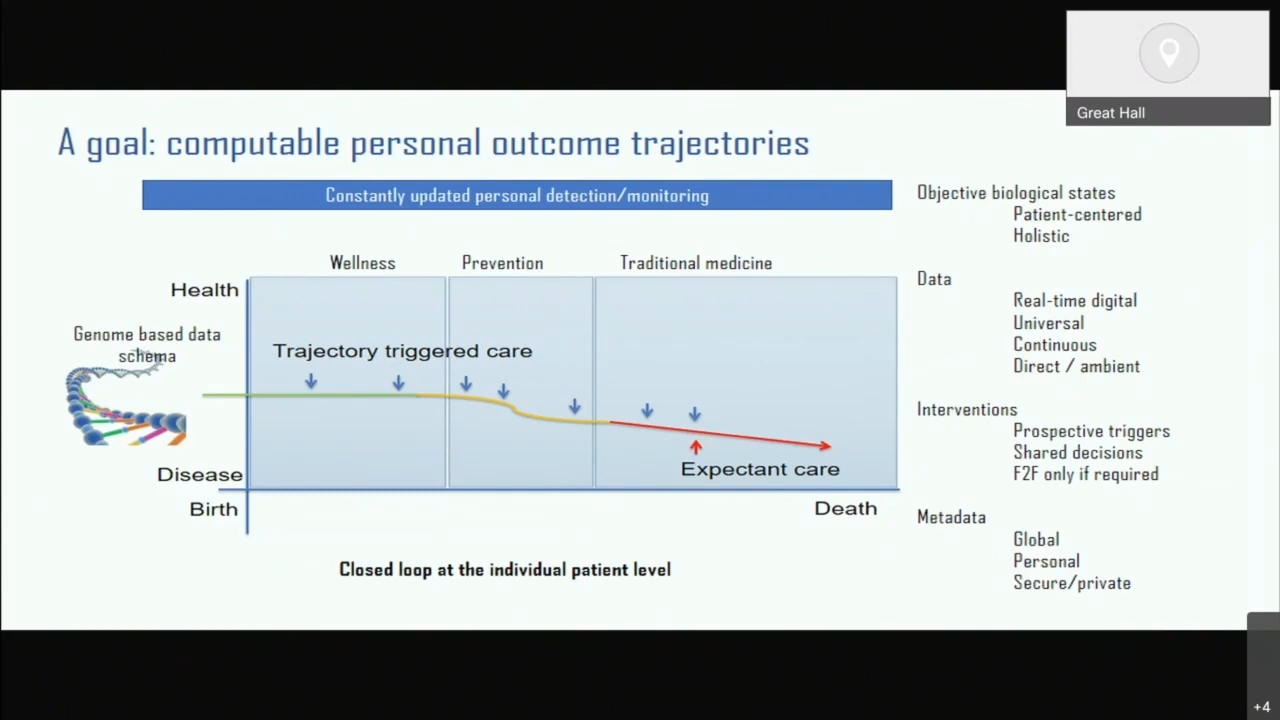 Great Hall
A goal: computable personal outcome trajectories
Constantly updated personal detection/monitoring
Wellness
Prevention
Traditional medicine
Health
Genome based data
schema
Trajectory triggered care
Expectant care
Disease
Birth
Death
Closed loop at the individual patient level
Objective biological states
Patient-centered
Holistic
Data
Real-time digital
Universal
Continuous
Direct / ambient
Interventions
Prospective triggers
Shared decisions
F2F only if required
Metadata
Global
Personal
Secure/private
+4